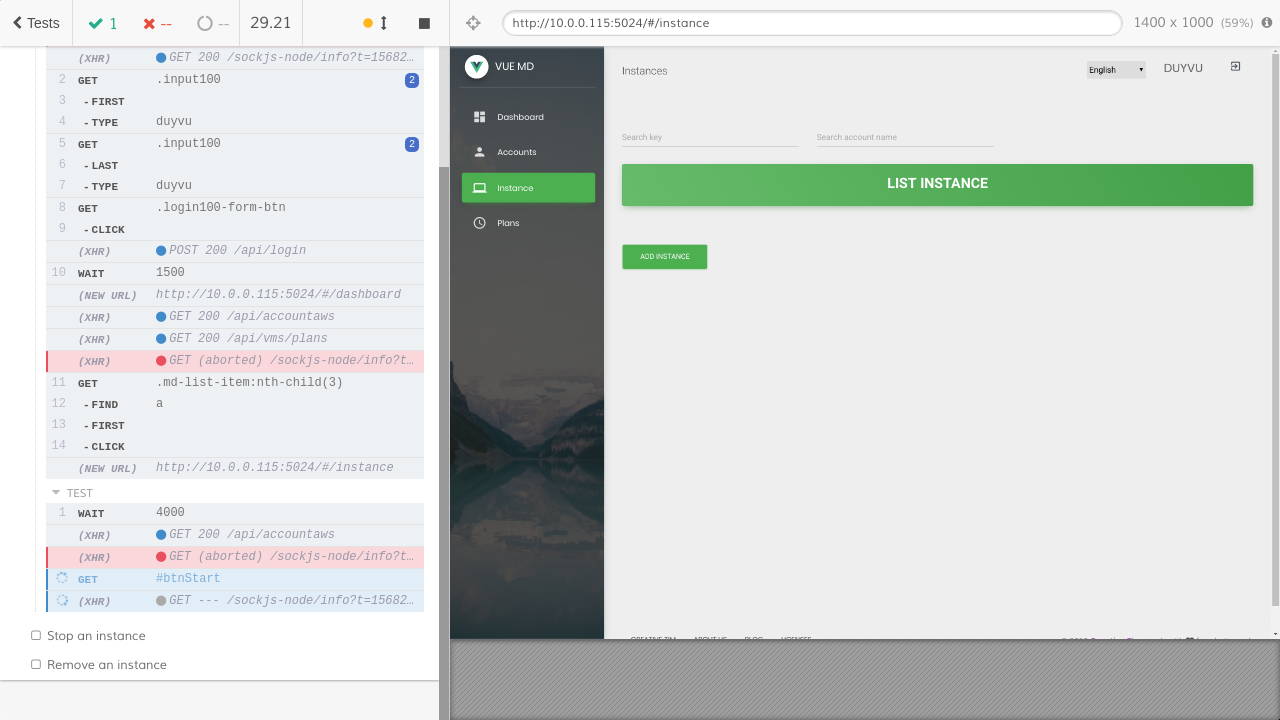 Tests 1 -- -- 29.21
http://10.0.0.115:5024/#/instance 1400 x 1000 (59%)
(XHR) GET 200 /sockjs-node/info?t=15682…
2 GET .input100 2
3 -FIRST
4 -TYPE duyvu
5 GET .input100 2
6 -LAST
7 -TYPE duyvu
8 GET .login100-form-btn
9 -CLICK
(XHR) POST 200 /api/login
10 WAIT 1500
(NEW URL) http://10.0.0.115:5024/#/dashboard
(XHR) GET 200 /api/accountaws
(XHR) GET 200 /api/vms/plans
(XHR) GET (aborted) /sockjs-node/info?t…
11 GET .md-list-item:nth-child(3)
12 -FIND a
13 -FIRST
14 -CLICK
(NEW URL) http://10.0.0.115:5024/#/instance
TEST
1 WAIT 4000
(XHR) GET 200 /api/accountaws
(XHR) GET (aborted) /sockjs-node/info?t…
GET #btnStart
(XHR) GET --- /sockjs-node/info?t=15682…
Stop an instance
Remove an instance
VUE MD
Dashboard
Accounts
Instance
Plans
Instances
English
Search key
Search account name
LIST INSTANCE
ADD INSTANCE